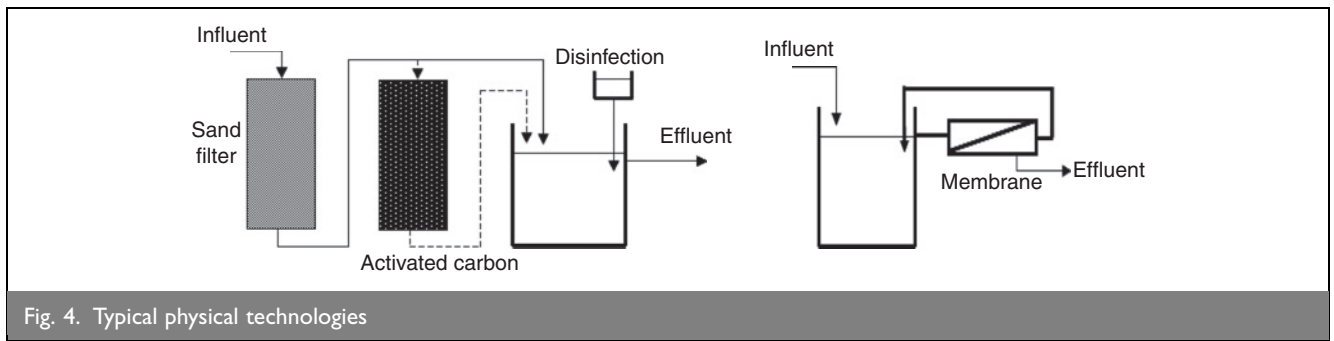 Influent
Sand
filter
Activated carbon
Disinfection
Effluent
Influent
Membrane
Effluent
Fig. 4. Typical physical technologies